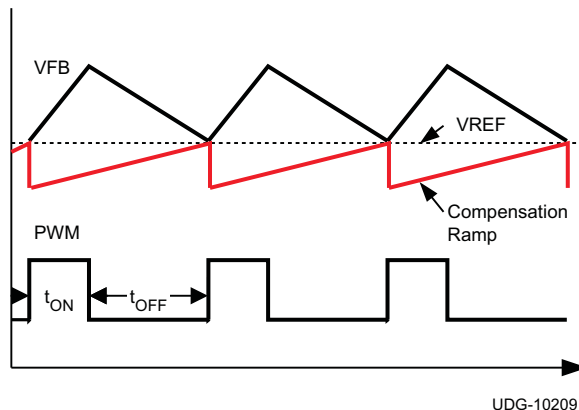 VFB
VREF
Compensation
Ramp
PWM
tON
tOFF
UDG-10209